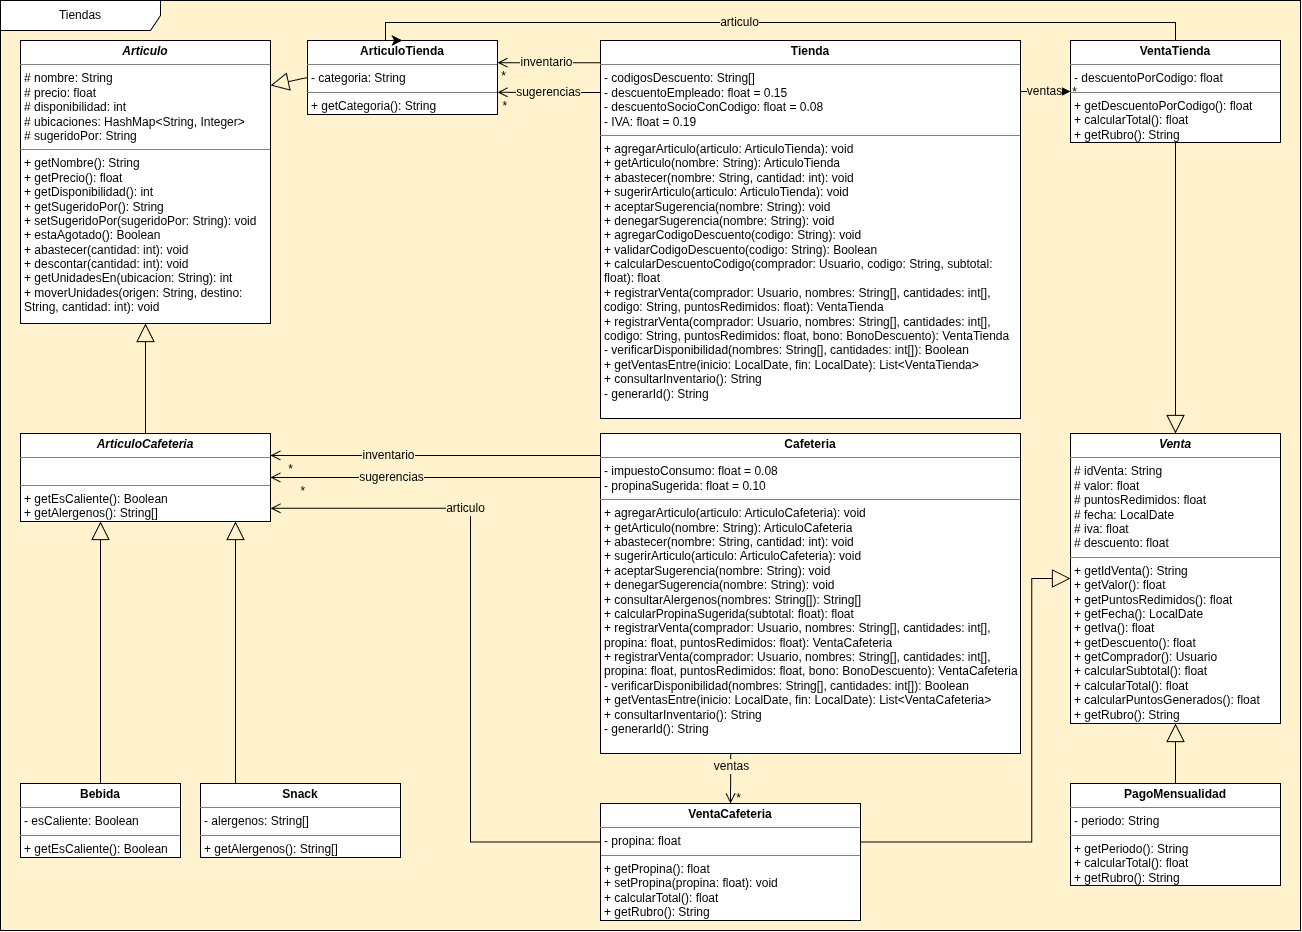 Tiendas
articulo
Articulo
# nombre: String
# precio: float
# disponibilidad: int
# ubicaciones: HashMap<String, Integer>
# sugeridoPor: String
+ getNombre(): String
+ getPrecio(): float
+ getDisponibilidad(): int
+ getSugeridoPor(): String
+ setSugeridoPor(sugeridoPor: String): void
+ estaAgotado(): Boolean
+ abastecer(cantidad: int): void
+ descontar(cantidad: int): void
+ getUnidadesEn(ubicacion: String): int
+ moverUnidades(origen: String, destino:
String, cantidad: int): void
ArticuloTienda
- categoria: String
+ getCategoria(): String
inventario
*
sugerencias
*
Tienda
- codigosDescuento: String[]
- descuentoEmpleado: float = 0.15
- descuentoSocioConCodigo: float = 0.08
- IVA: float = 0.19
+ agregarArticulo(articulo: ArticuloTienda): void
+ getArticulo(nombre: String): ArticuloTienda
+ abastecer(nombre: String, cantidad: int): void
+ sugerirArticulo(articulo: ArticuloTienda): void
+ aceptarSugerencia(nombre: String): void
+ denegarSugerencia(nombre: String): void
+ agregarCodigoDescuento(codigo: String): void
+ validarCodigoDescuento(codigo: String): Boolean
+ calcularDescuentoCodigo(comprador: Usuario, codigo: String, subtotal:
float): float
+ registrarVenta(comprador: Usuario, nombres: String[], cantidades: int[],
codigo: String, puntosRedimidos: float): VentaTienda
+ registrarVenta(comprador: Usuario, nombres: String[], cantidades: int[],
codigo: String, puntosRedimidos: float, bono: BonoDescuento): VentaTienda
- verificarDisponibilidad(nombres: String[], cantidades: int[]): Boolean
+ getVentasEntre(inicio: LocalDate, fin: LocalDate): List<VentaTienda>
+ consultarInventario(): String
- generarId(): String
ventas
*
VentaTienda
- descuentoPorCodigo: float
+ getDescuentoPorCodigo(): float
+ calcularTotal(): float
+ getRubro(): String
ArticuloCafeteria
+ getEsCaliente(): Boolean
+ getAlergenos(): String[]
inventario
*
sugerencias
*
articulo
Cafeteria
- impuestoConsumo: float = 0.08
- propinaSugerida: float = 0.10
+ agregarArticulo(articulo: ArticuloCafeteria): void
+ getArticulo(nombre: String): ArticuloCafeteria
+ abastecer(nombre: String, cantidad: int): void
+ sugerirArticulo(articulo: ArticuloCafeteria): void
+ aceptarSugerencia(nombre: String): void
+ denegarSugerencia(nombre: String): void
+ consultarAlergenos(nombres: String[]): String[]
+ calcularPropinaSugerida(subtotal: float): float
+ registrarVenta(comprador: Usuario, nombres: String[], cantidades: int[],
propina: float, puntosRedimidos: float): VentaCafeteria
+ registrarVenta(comprador: Usuario, nombres: String[], cantidades: int[],
propina: float, puntosRedimidos: float, bono: BonoDescuento): VentaCafeteria
- verificarDisponibilidad(nombres: String[], cantidades: int[]): Boolean
+ getVentasEntre(inicio: LocalDate, fin: LocalDate): List<VentaCafeteria>
+ consultarInventario(): String
- generarId(): String
Venta
# idVenta: String
# valor: float
# puntosRedimidos: float
# fecha: LocalDate
# iva: float
# descuento: float
+ getIdVenta(): String
+ getValor(): float
+ getPuntosRedimidos(): float
+ getFecha(): LocalDate
+ getIva(): float
+ getDescuento(): float
+ getComprador(): Usuario
+ calcularSubtotal(): float
+ calcularTotal(): float
+ calcularPuntosGenerados(): float
+ getRubro(): String
ventas
*
Bebida
- esCaliente: Boolean
+ getEsCaliente(): Boolean
Snack
- alergenos: String[]
+ getAlergenos(): String[]
VentaCafeteria
- propina: float
+ getPropina(): float
+ setPropina(propina: float): void
+ calcularTotal(): float
+ getRubro(): String
PagoMensualidad
- periodo: String
+ getPeriodo(): String
+ calcularTotal(): float
+ getRubro(): String